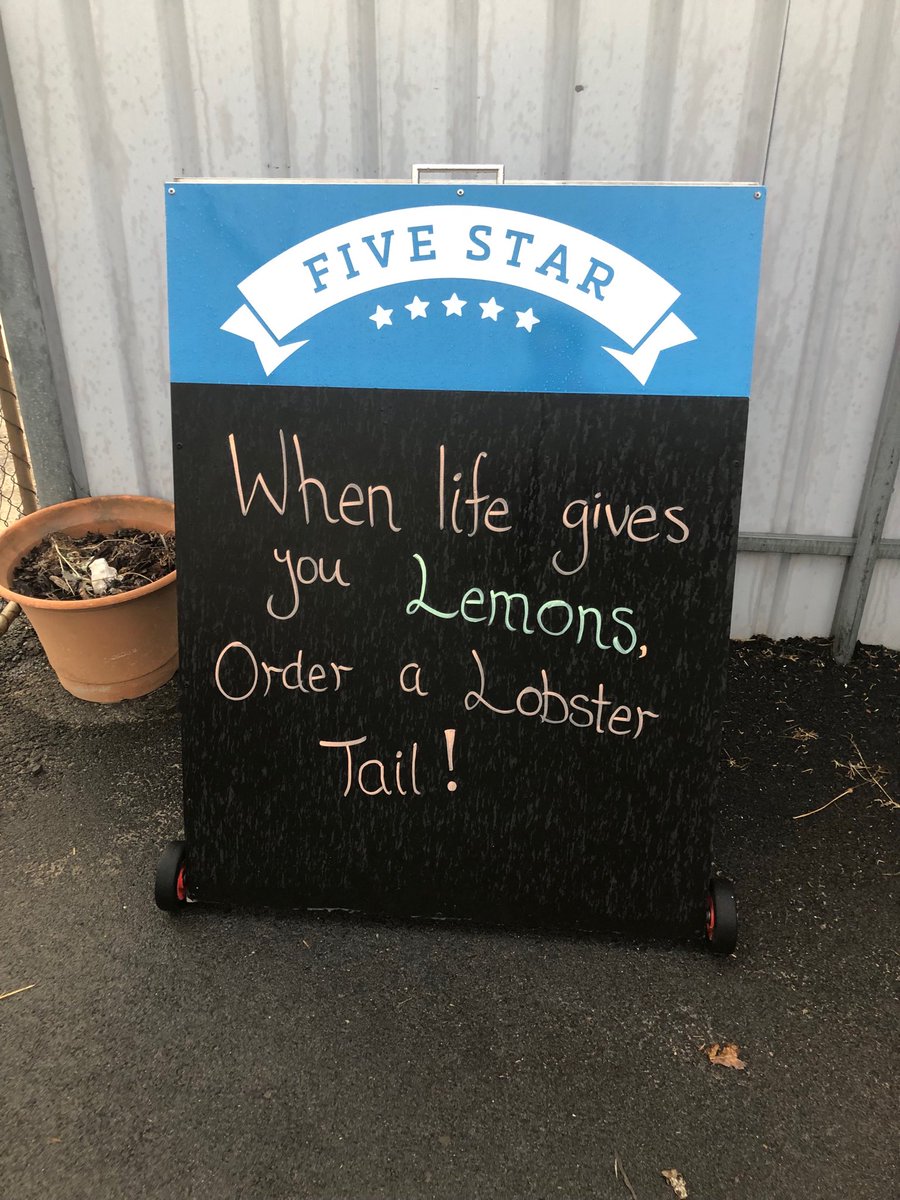 FIVE STAR
When life gives
you Lemons,
Order a Lobster
Tail!